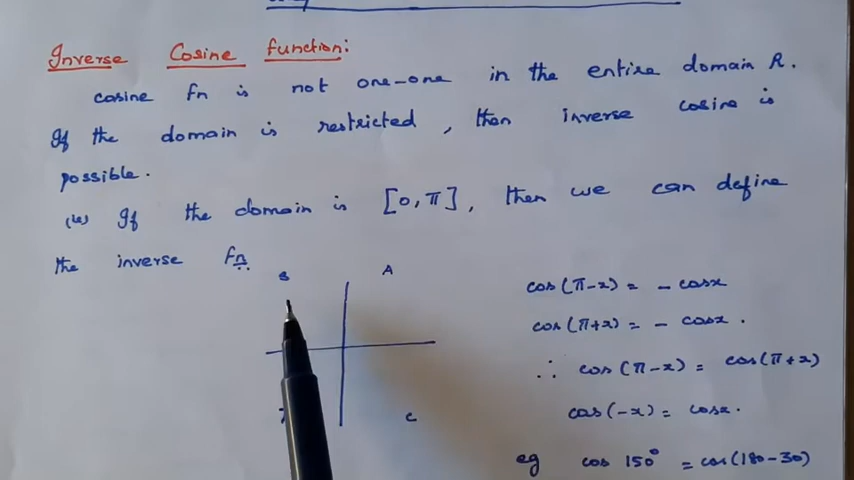 Inverse Cosine function:
cosine fn is not one-one in the entire domain R.
If the domain is restricted, then inverse cosine is
possible.
(ie) If the domain is [0, π], then we can define
the inverse Fn.
S A
C
cos(π-x) = - cosx
cos(π+x) = - cosx.
∴ cos(π-x) = cos(π+x)
cos(-x) = cosx.
eg cos 150° = cos(180-30)